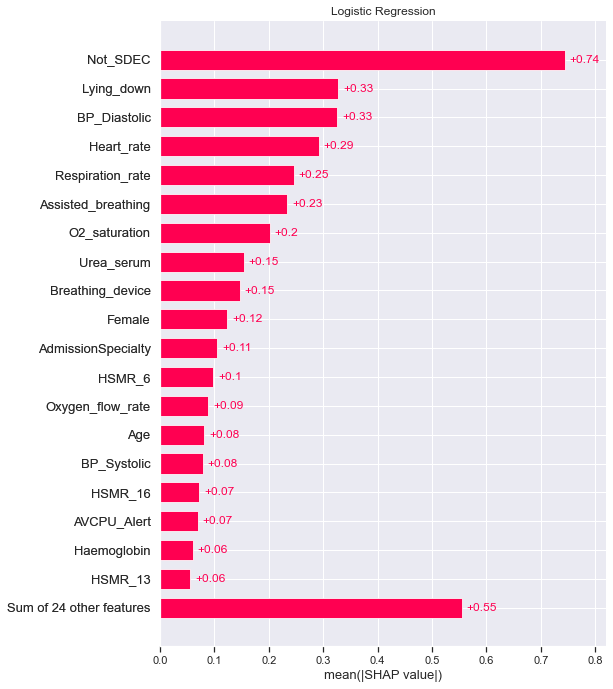 Logistic Regression
Not_SDEC +0.74
Lying_down +0.33
BP_Diastolic +0.33
Heart_rate +0.29
Respiration_rate +0.25
Assisted_breathing +0.23
O2_saturation +0.2
Urea_serum +0.15
Breathing_device +0.15
Female +0.12
AdmissionSpecialty +0.11
HSMR_6 +0.1
Oxygen_flow_rate +0.09
Age +0.08
BP_Systolic +0.08
HSMR_16 +0.07
AVCPU_Alert +0.07
Haemoglobin +0.06
HSMR_13 +0.06
Sum of 24 other features +0.55
0.0 0.1 0.2 0.3 0.4 0.5 0.6 0.7 0.8
mean(|SHAP value|)